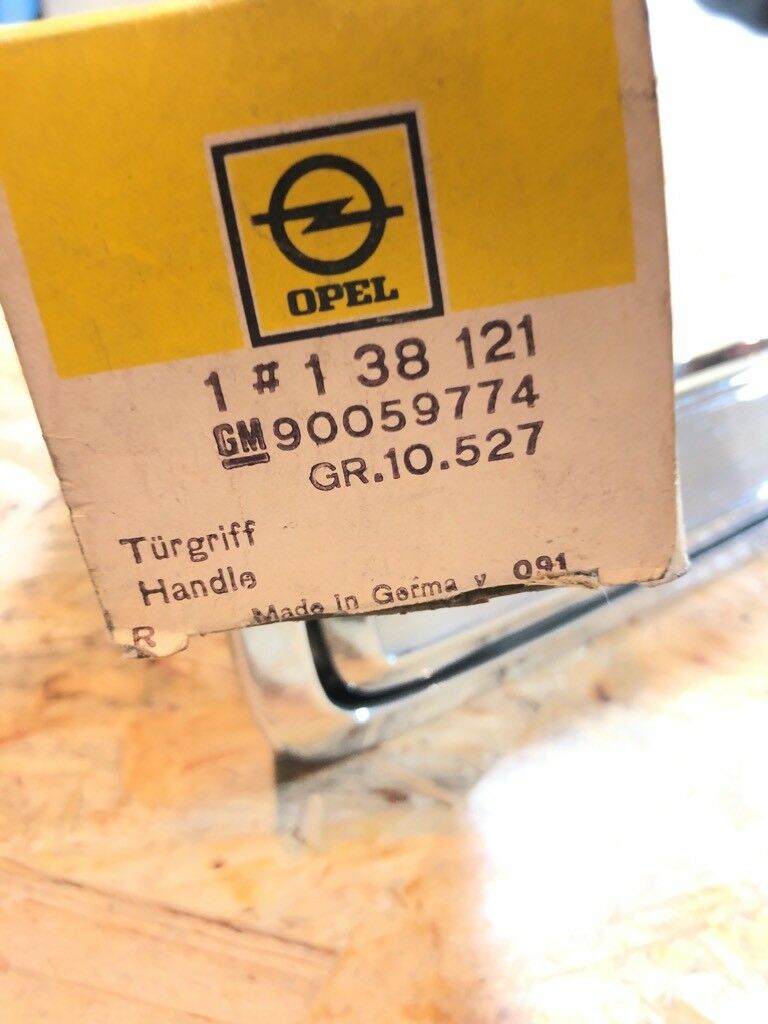 OPEL
1 # 1 38 121
GM 90059774
GR.10.527
Türgriff
Handle
Made in Germa y 091
R